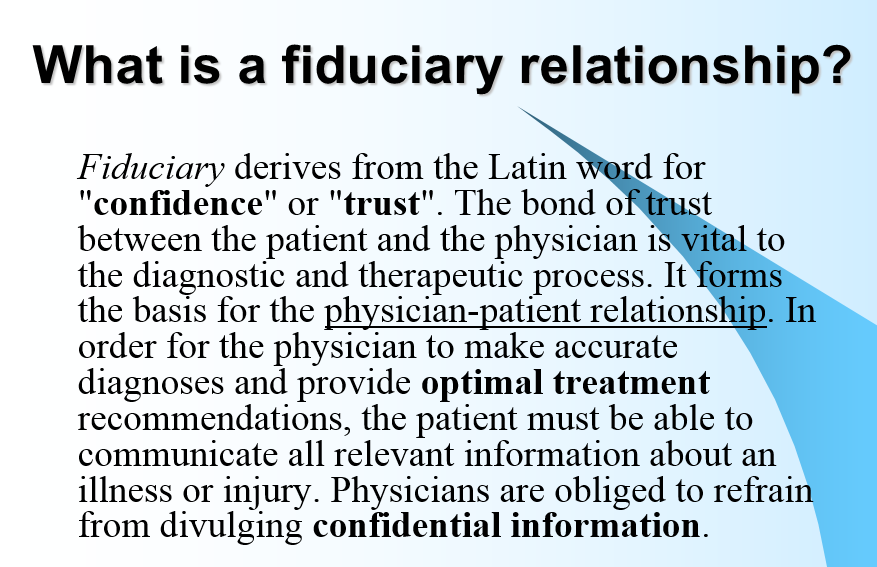 What is a fiduciary relationship?
Fiduciary derives from the Latin word for
"confidence" or "trust". The bond of trust
between the patient and the physician is vital to
the diagnostic and therapeutic process. It forms
the basis for the physician-patient relationship. In
order for the physician to make accurate
diagnoses and provide optimal treatment
recommendations, the patient must be able to
communicate all relevant information about an
illness or injury. Physicians are obliged to refrain
from divulging confidential information.